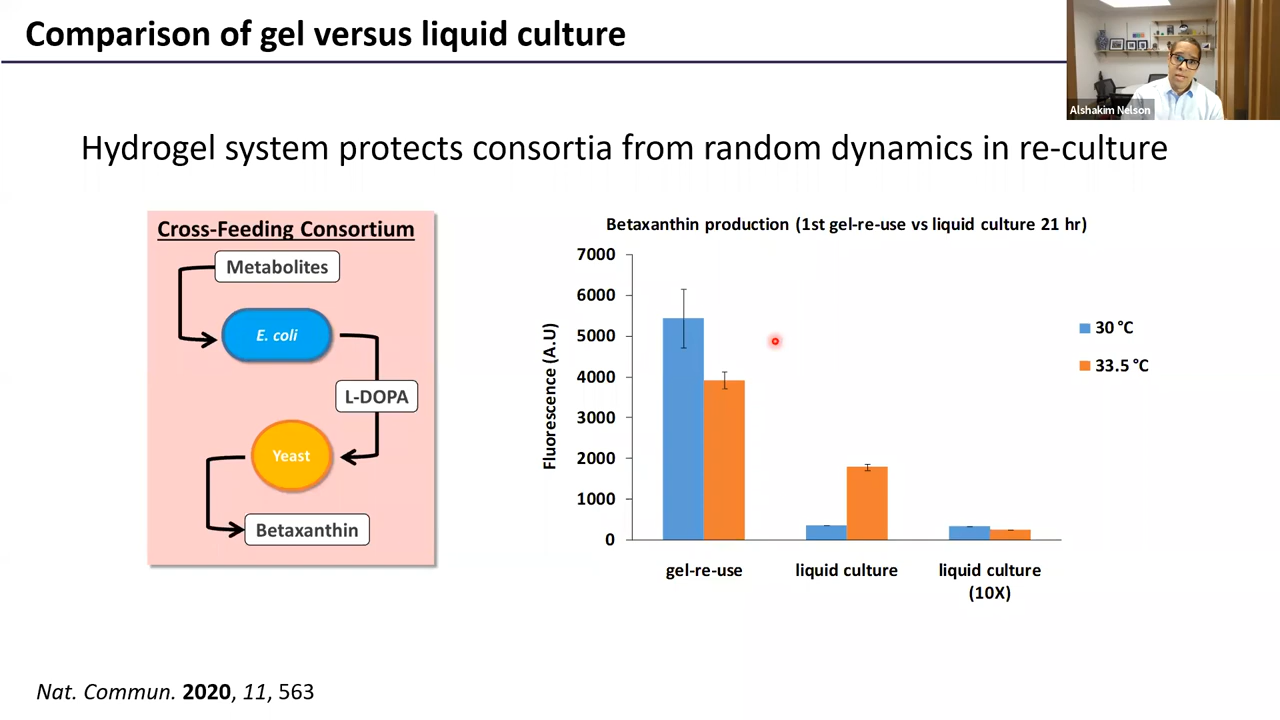 Comparison of gel versus liquid culture
Alshakim Nelson
Hydrogel system protects consortia from random dynamics in re-culture
Cross-Feeding Consortium
Metabolites
E. coli
L-DOPA
Yeast
Betaxanthin
Betaxanthin production (1st gel-re-use vs liquid culture 21 hr)
Fluorescence (A.U)
7000
6000
5000
4000
3000
2000
1000
0
gel-re-use
liquid culture
liquid culture
(10X)
30 °C
33.5 °C
Nat. Commun. 2020, 11, 563